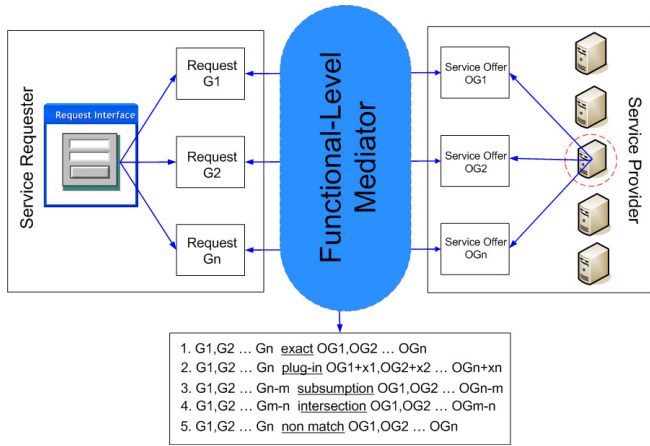 Service Requester
Request Interface
Request
G1
Request
G2
Request
Gn
Functional-Level
Mediator
Service Offer
OG1
Service Offer
OG2
Service Offer
OGn
Service Provider
1. G1,G2 ... Gn exact OG1,OG2 ... OGn
2. G1,G2 ... Gn plug-in OG1+x1,OG2+x2 ... OGn+xn
3. G1,G2 ... Gn-m subsumption OG1,OG2 ... OGn-m
4. G1,G2 ... Gm-n intersection OG1,OG2 ... OGm-n
5. G1,G2 ... Gn non match OG1,OG2 ... OGn